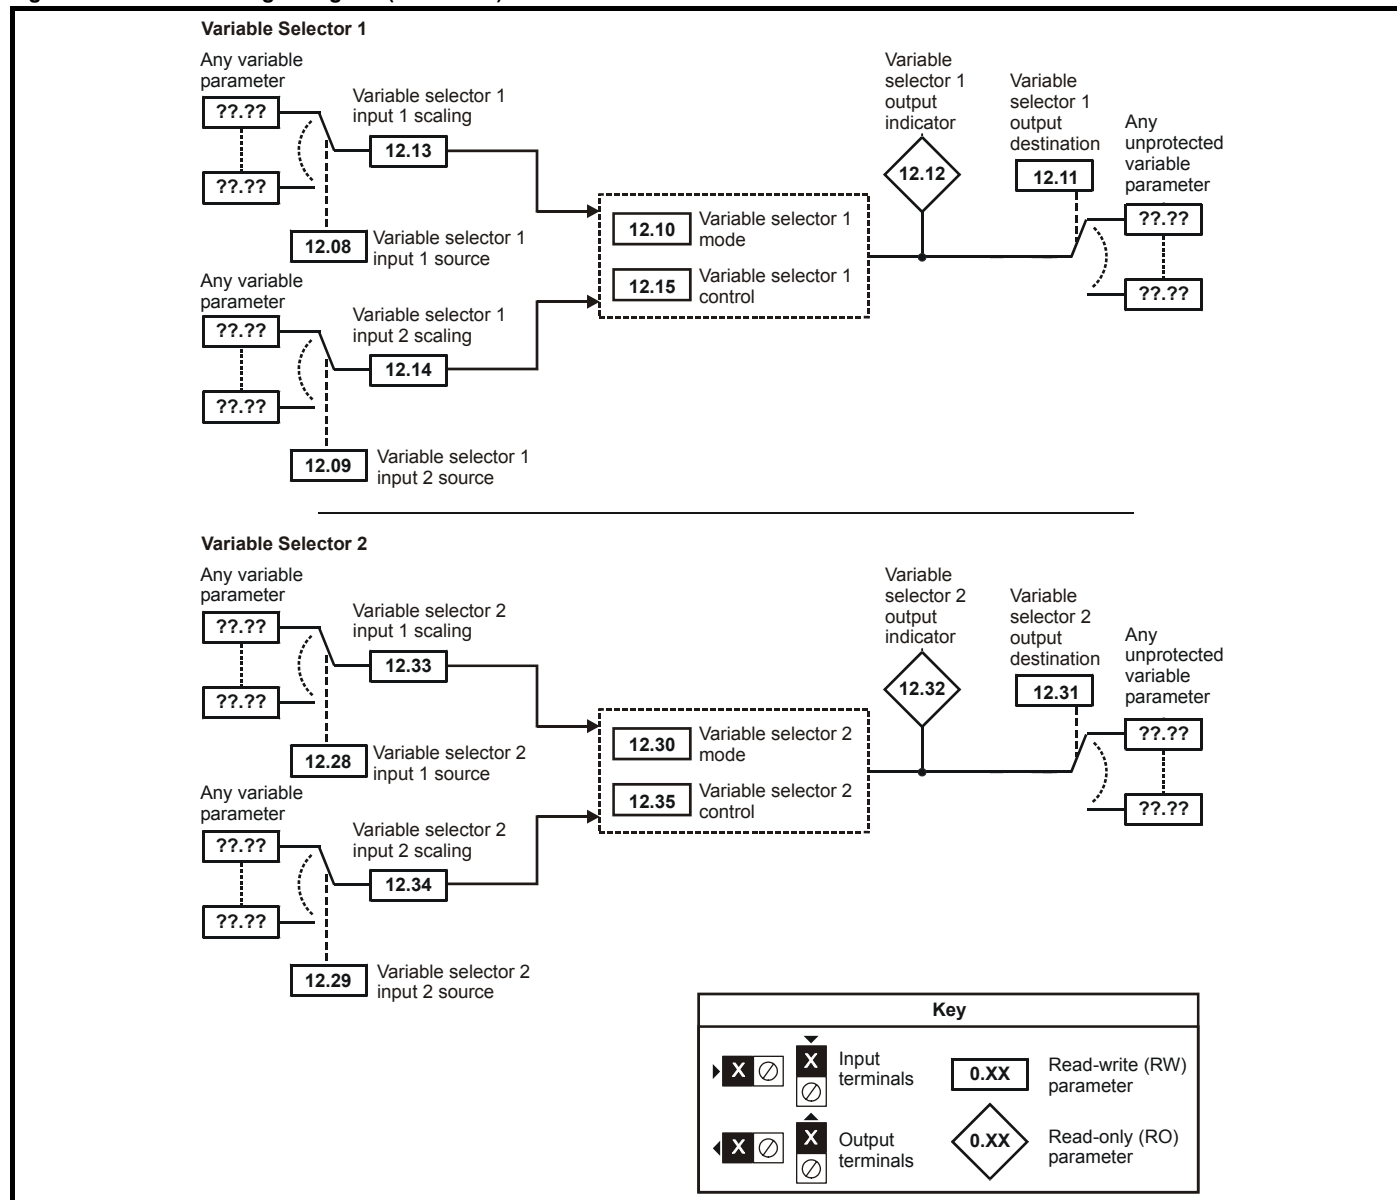 Variable Selector 1
Any variable
parameter
??.??
??.??
Variable selector 1
input 1 scaling
12.13
12.08
Variable selector 1
input 1 source
Any variable
parameter
??.??
??.??
Variable selector 1
input 2 scaling
12.14
12.09
Variable selector 1
input 2 source
12.10
Variable selector 1
mode
12.15
Variable selector 1
control
Variable
selector 1
output
indicator
12.12
Variable
selector 1
output
destination
12.11
Any
unprotected
variable
parameter
??.??
??.??
Variable Selector 2
Any variable
parameter
??.??
??.??
Variable selector 2
input 1 scaling
12.33
12.28
Variable selector 2
input 1 source
Any variable
parameter
??.??
??.??
Variable selector 2
input 2 scaling
12.34
12.29
Variable selector 2
input 2 source
12.30
Variable selector 2
mode
12.35
Variable selector 2
control
Variable
selector 2
output
indicator
12.32
Variable
selector 2
output
destination
12.31
Any
unprotected
variable
parameter
??.??
??.??
Key
X
X
Input
terminals
0.XX
Read-write (RW)
parameter
X
X
Output
terminals
0.XX
Read-only (RO)
parameter